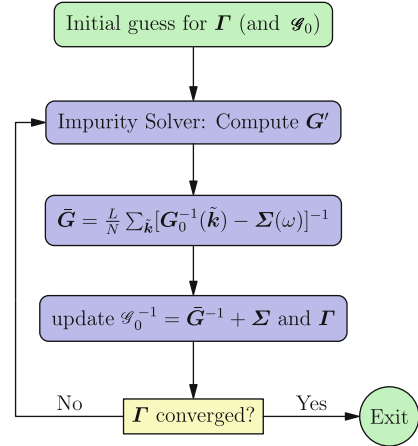 Initial guess for 𝜞 (and 𝓖₀)
Impurity Solver: Compute 𝑮′
𝑮̄ = L/N ∑_𝒌̃ [𝑮₀⁻¹(𝒌̃) − 𝜮(ω)]⁻¹
update 𝒢₀⁻¹ = 𝑮̄⁻¹ + 𝜮 and 𝜞
No
𝜞 converged?
Yes
Exit